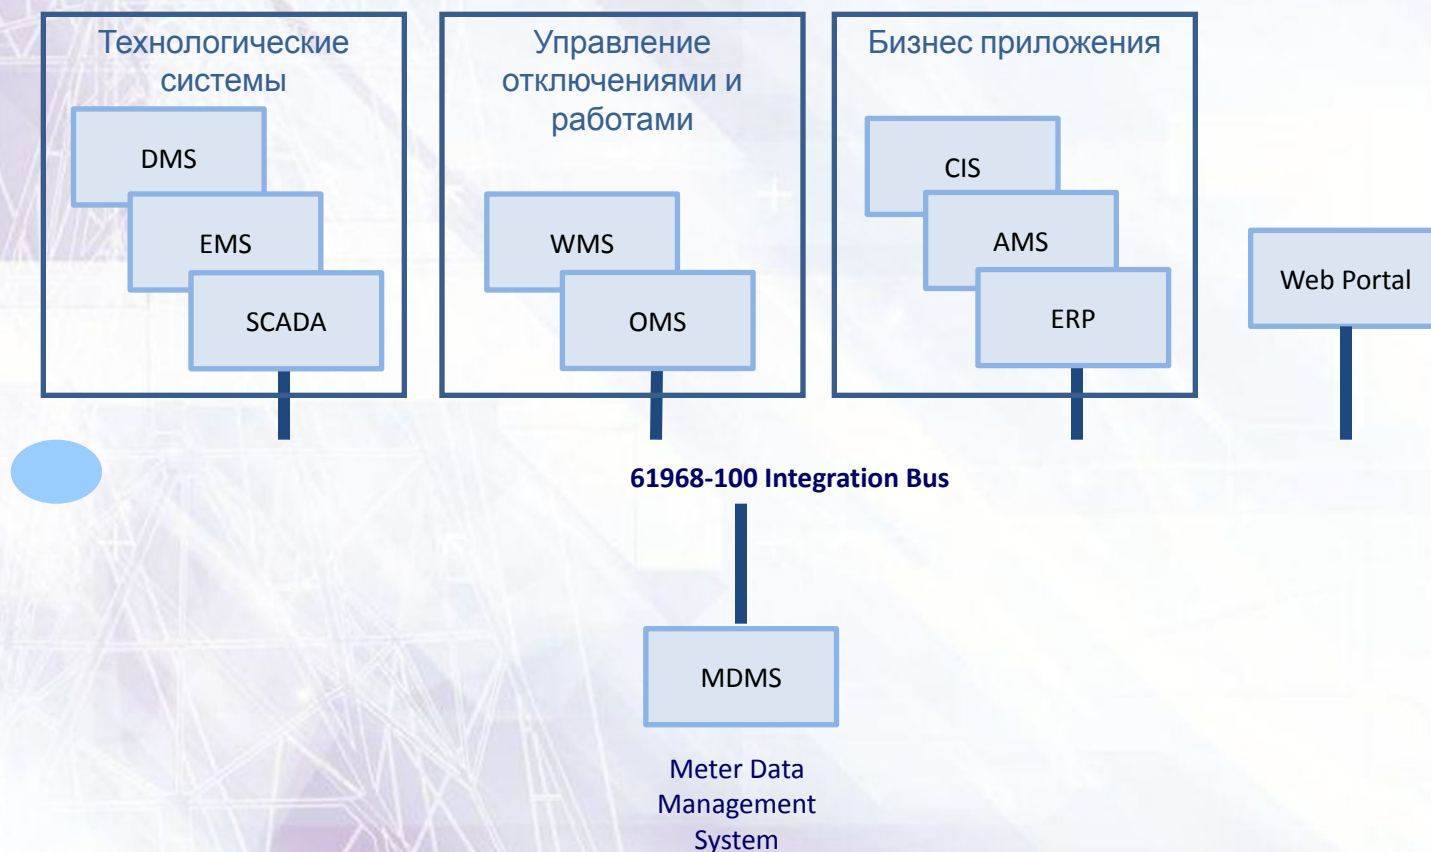 Технологические
системы
DMS
EMS
SCADA
Управление
отключениями и
работами
WMS
OMS
Бизнес приложения
CIS
AMS
ERP
Web Portal
61968-100 Integration Bus
MDMS
Meter Data
Management
System